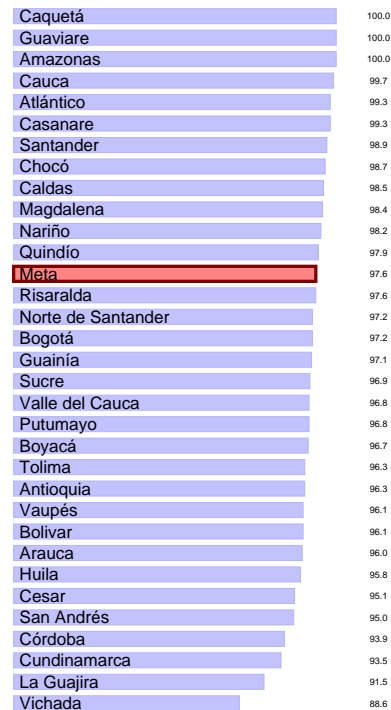 Caquetá 100.0
Guaviare 100.0
Amazonas 100.0
Cauca 99.7
Atlántico 99.3
Casanare 99.3
Santander 98.9
Chocó 98.7
Caldas 98.5
Magdalena 98.4
Nariño 98.2
Quindío 97.9
Meta 97.6
Risaralda 97.6
Norte de Santander 97.2
Bogotá 97.2
Guainía 97.1
Sucre 96.9
Valle del Cauca 96.8
Putumayo 96.8
Boyacá 96.7
Tolima 96.3
Antioquia 96.3
Vaupés 96.1
Bolivar 96.1
Arauca 96.0
Huila 95.8
Cesar 95.1
San Andrés 95.0
Córdoba 93.9
Cundinamarca 93.5
La Guajira 91.5
Vichada 88.6